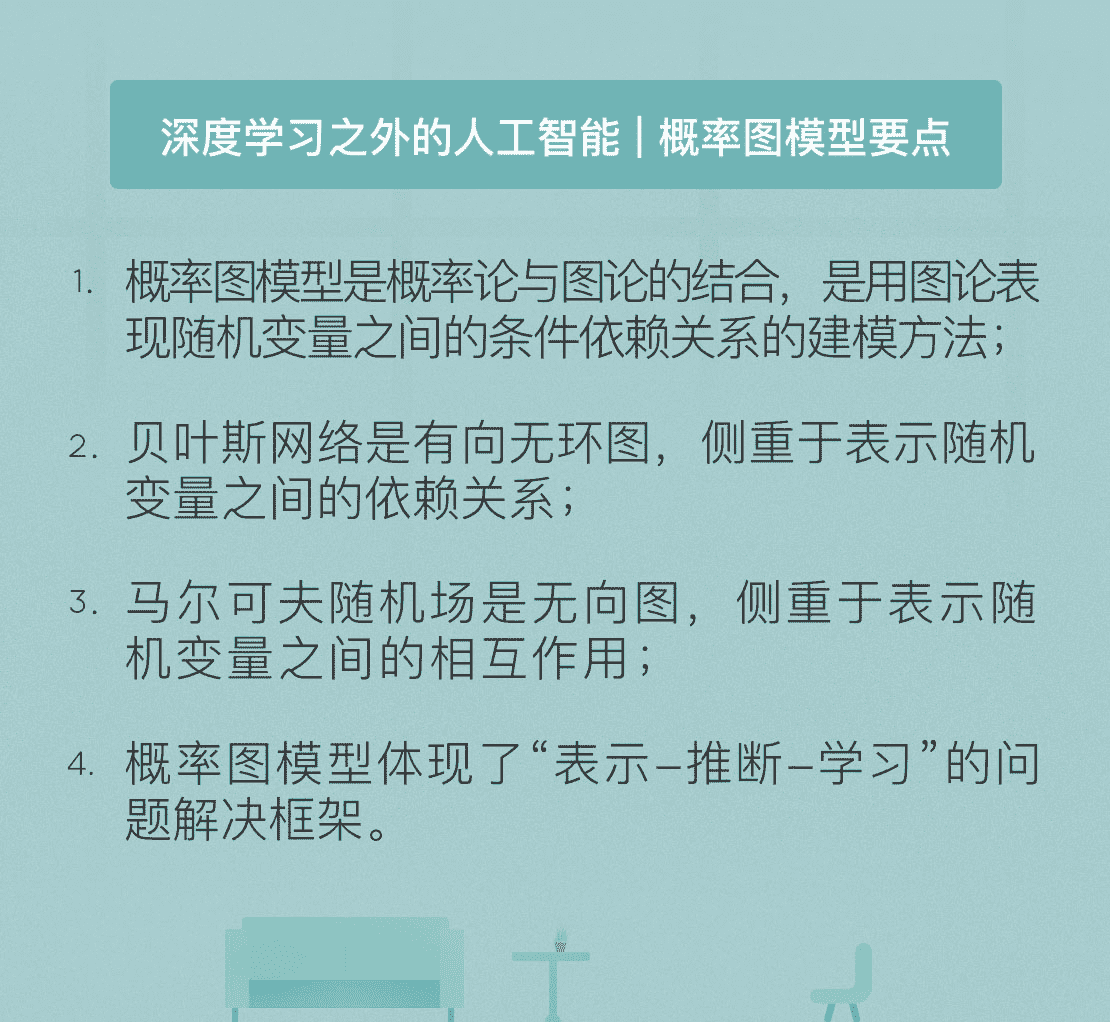 深度学习之外的人工智能 | 概率图模型要点
1. 概率图模型是概率论与图论的结合，是用图论表
现随机变量之间的条件依赖关系的建模方法；
2. 贝叶斯网络是有向无环图，侧重于表示随机
变量之间的依赖关系；
3. 马尔可夫随机场是无向图，侧重于表示随
机变量之间的相互作用；
4. 概率图模型体现了“表示–推断–学习”的问
题解决框架。